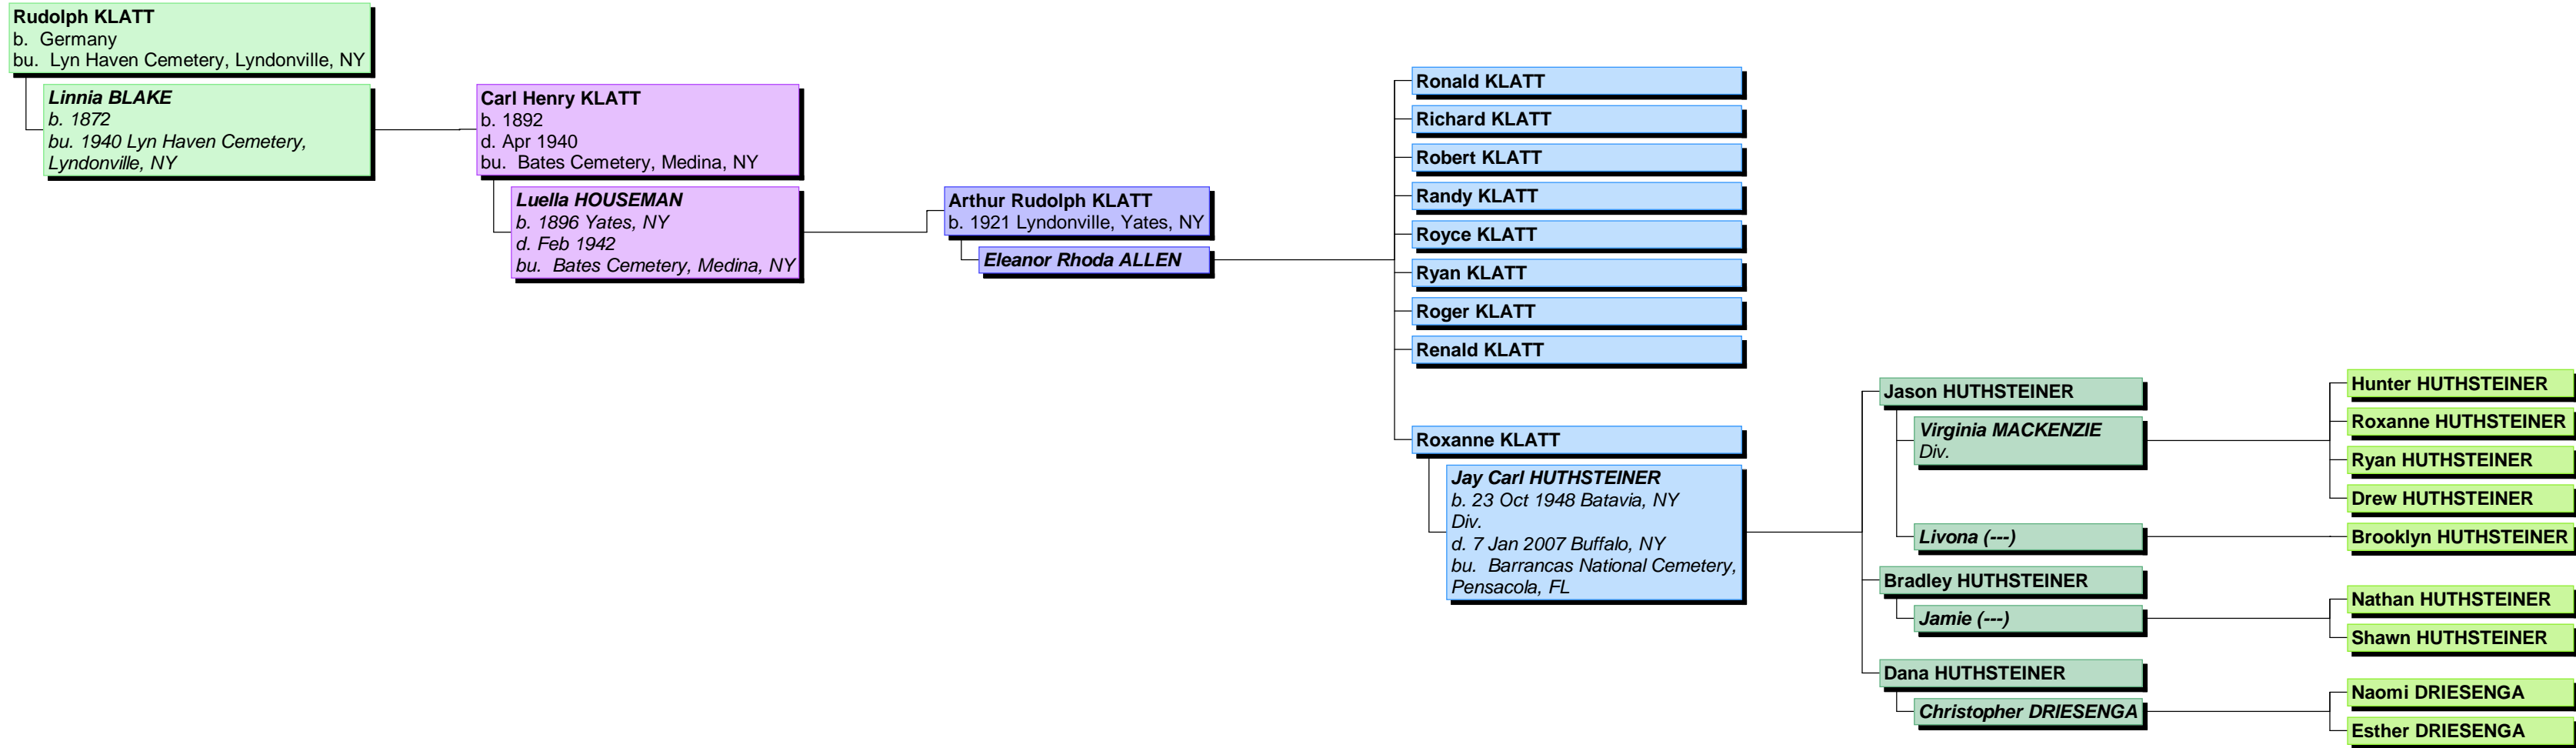 Rudolph KLATT
b.  Germany
bu.  Lyn Haven Cemetery, Lyndonville, NY
Linnia BLAKE
b. 1872
bu. 1940 Lyn Haven Cemetery,
Lyndonville, NY
Carl Henry KLATT
b. 1892
d. Apr 1940
bu.  Bates Cemetery, Medina, NY
Luella HOUSEMAN
b. 1896 Yates, NY
d. Feb 1942
bu.  Bates Cemetery, Medina, NY
Arthur Rudolph KLATT
b. 1921 Lyndonville, Yates, NY
Eleanor Rhoda ALLEN
Ronald KLATT
Richard KLATT
Robert KLATT
Randy KLATT
Royce KLATT
Ryan KLATT
Roger KLATT
Renald KLATT
Roxanne KLATT
Jay Carl HUTHSTEINER
b. 23 Oct 1948 Batavia, NY
Div.
d. 7 Jan 2007 Buffalo, NY
bu.  Barrancas National Cemetery,
Pensacola, FL
Jason HUTHSTEINER
Virginia MACKENZIE
Div.
Livona (---)
Bradley HUTHSTEINER
Jamie (---)
Dana HUTHSTEINER
Christopher DRIESENGA
Hunter HUTHSTEINER
Roxanne HUTHSTEINER
Ryan HUTHSTEINER
Drew HUTHSTEINER
Brooklyn HUTHSTEINER
Nathan HUTHSTEINER
Shawn HUTHSTEINER
Naomi DRIESENGA
Esther DRIESENGA